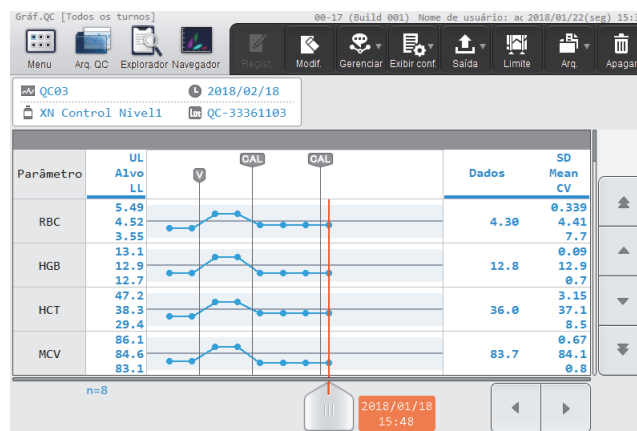 Gráf.QC [Todos os turnos] 00-17 (Build 001) Nome de usuário: ac 2018/01/22(seg) 15:3
Menu Arq. QC Explorador Navegador Regist. Modif. Gerenciar Exibir conf. Saída Limite Arq. Apagar
QC03 2018/02/18
XN Control Nivel1 Lot QC-33361103
Parâmetro UL Alvo LL V CAL CAL Dados SD Mean CV
5.49 0.339
RBC 4.52 4.30 4.41
3.55 7.7
13.1 0.09
HGB 12.9 12.8 12.9
12.7 0.7
47.2 3.15
HCT 38.3 36.0 37.1
29.4 8.5
86.1 0.67
MCV 84.6 83.7 84.1
83.1 0.8
n=8
2018/01/18
15:48